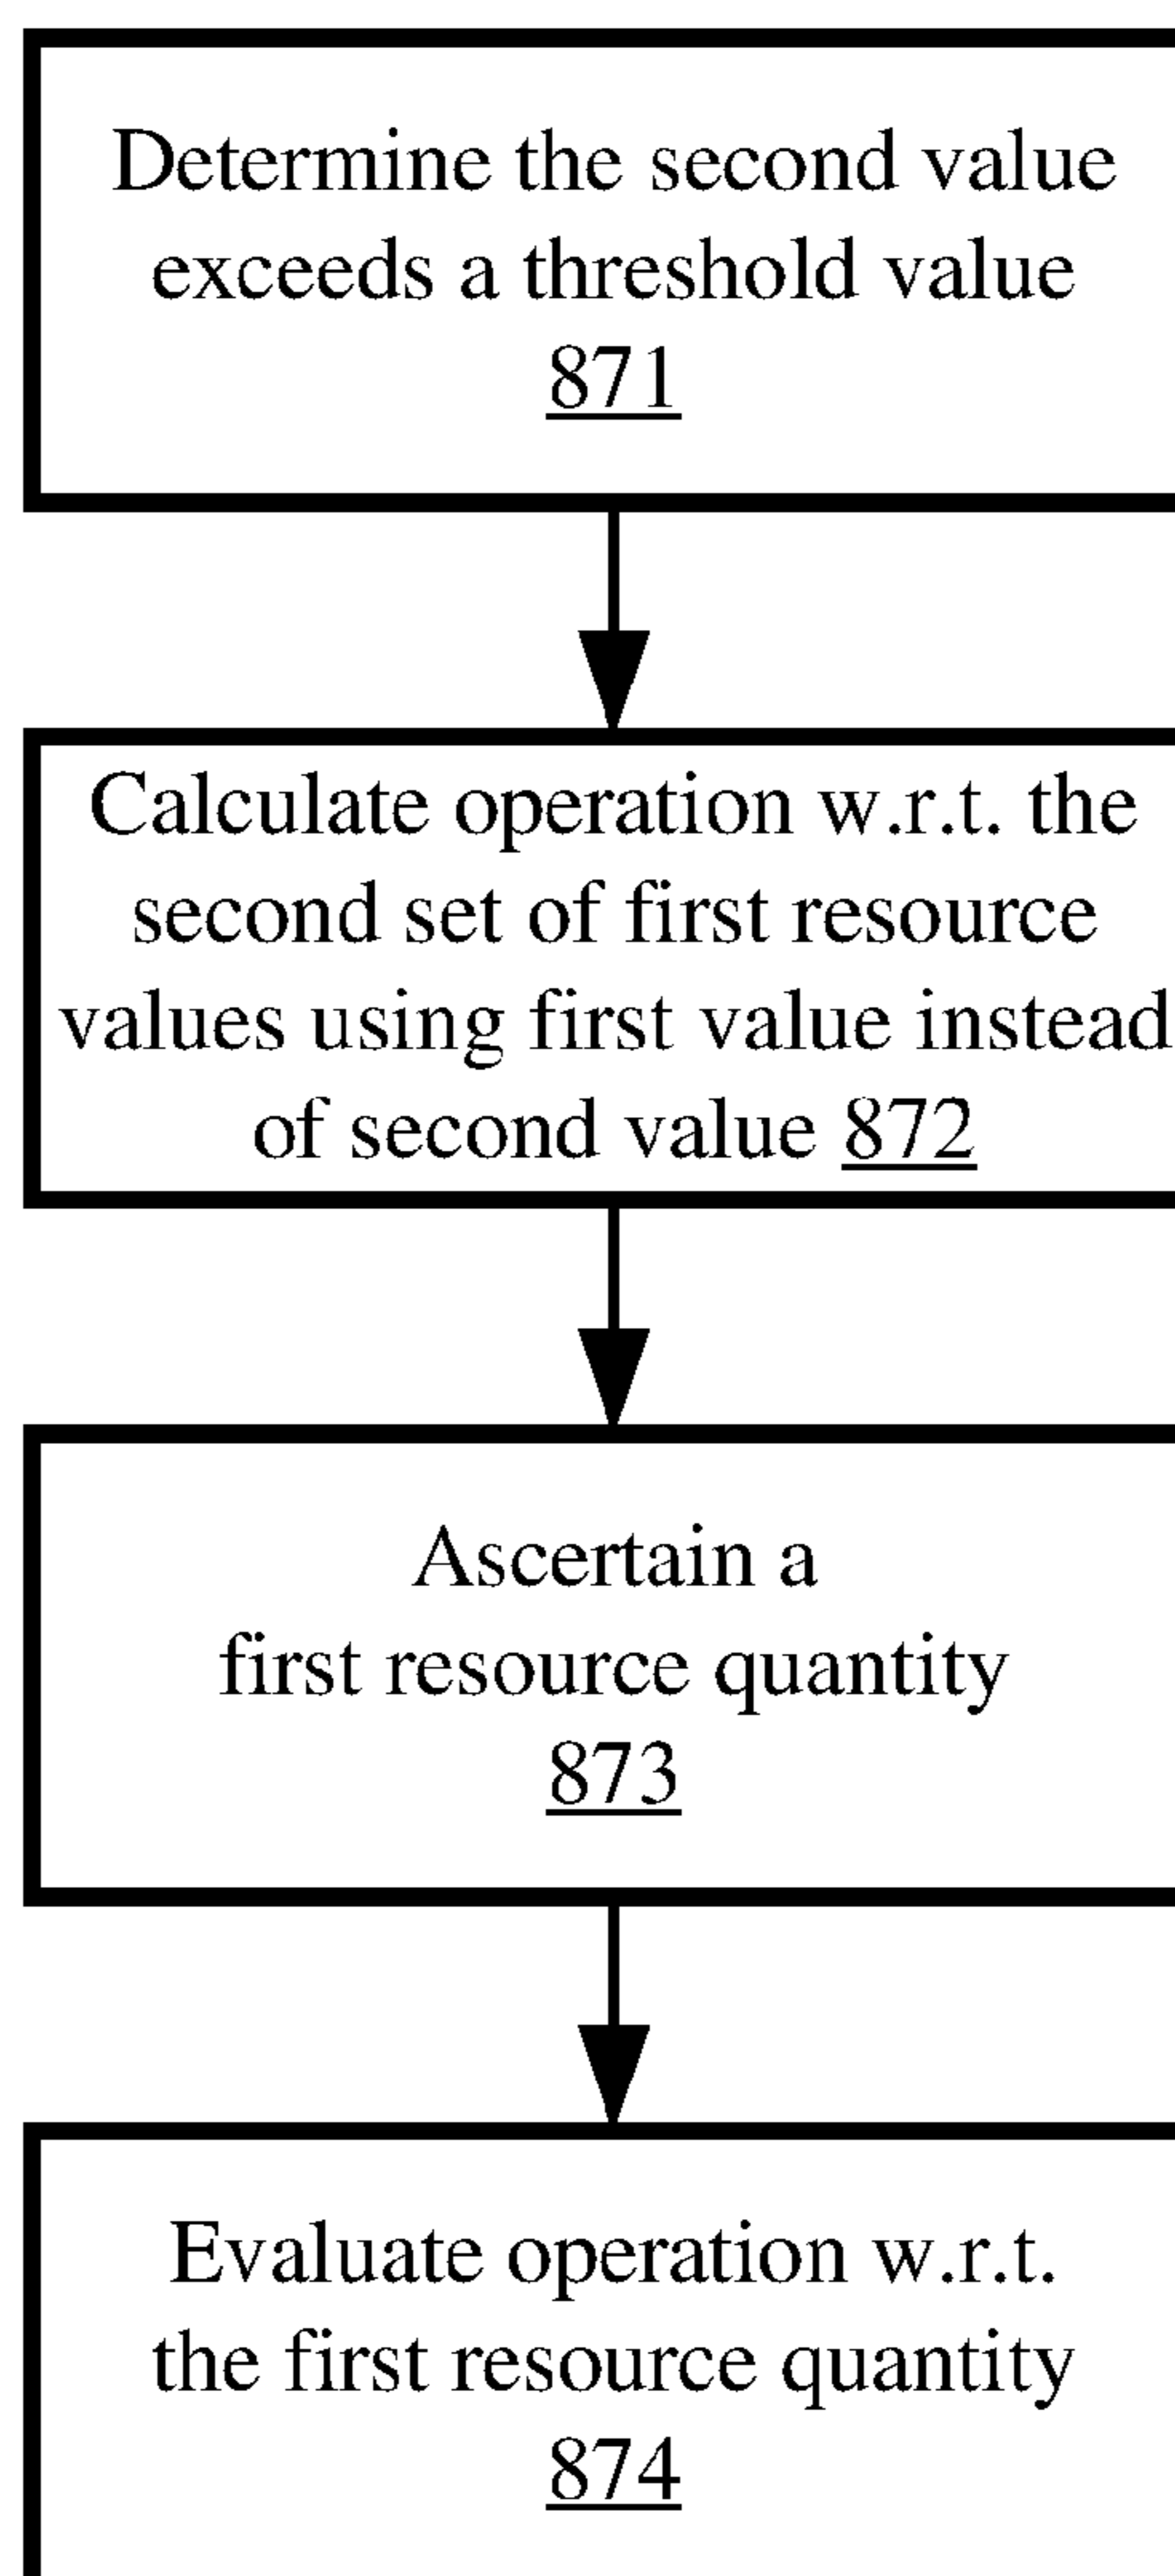 Determine the second value
exceeds a threshold value
871
Calculate operation w.r.t. the
second set of first resource
values using first value instead
of second value 872
Ascertain a
first resource quantity
873
Evaluate operation w.r.t.
the first resource quantity
874